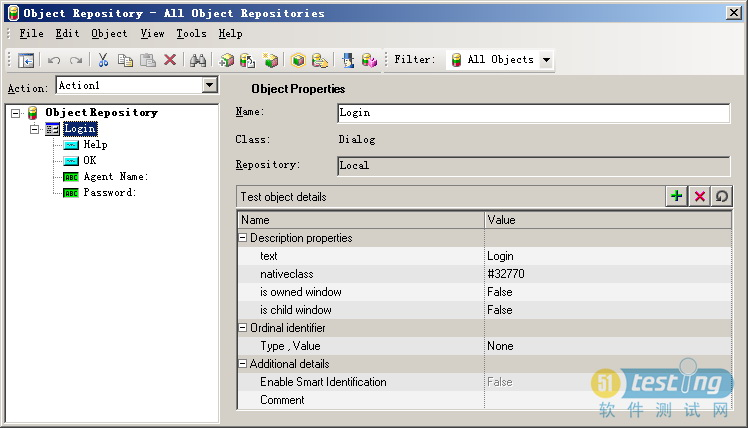 Object Repository - All Object Repositories
File Edit Object View Tools Help
Filter: All Objects
Action: Action1
Object Repository
Login
Help
OK
ABC Agent Name:
ABC Password:
Object Properties
Name: Login
Class: Dialog
Repository: Local
Test object details
Name Value
Description properties
text Login
nativeclass #32770
is owned window False
is child window False
Ordinal identifier
Type , Value None
Additional details
Enable Smart Identification False
Comment
51 testing
软件测试网